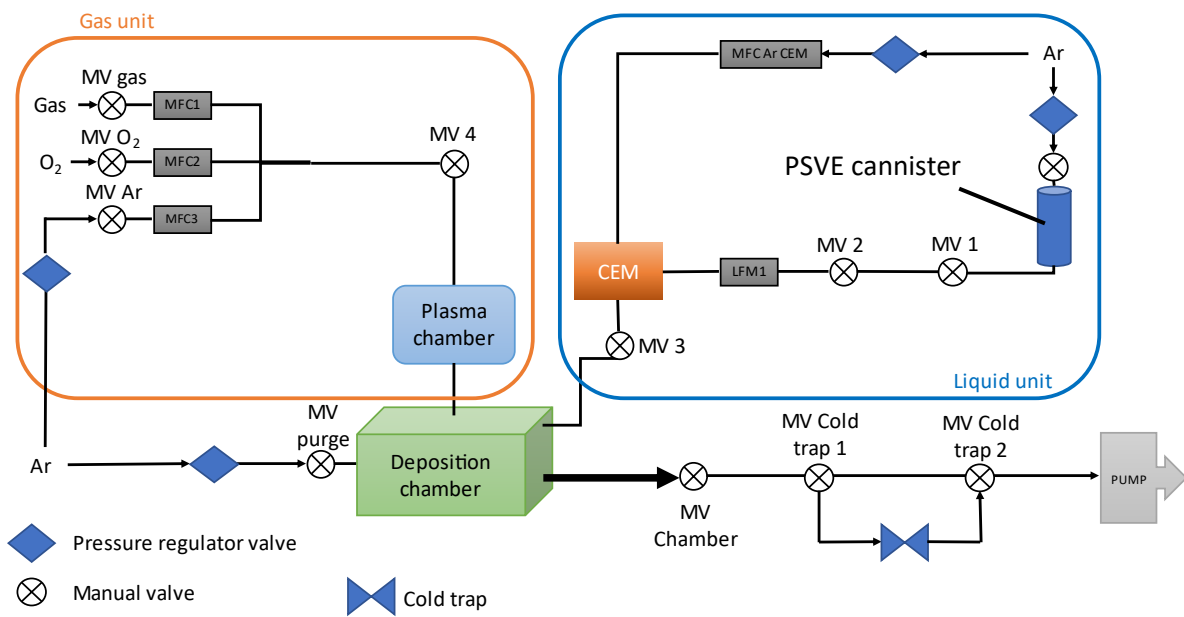 Gas unit
MV gas
Gas
MFC1
MV O₂
O₂
MFC2
MV Ar
MFC3
MV 4
Plasma
chamber
MFC Ar CEM
Ar
PSVE cannister
MV 2
MV 1
CEM
LFM1
MV 3
Liquid unit
MV
purge
Ar
Deposition
chamber
MV
Chamber
MV Cold
trap 1
MV Cold
trap 2
PUMP
Pressure regulator valve
Manual valve
Cold trap